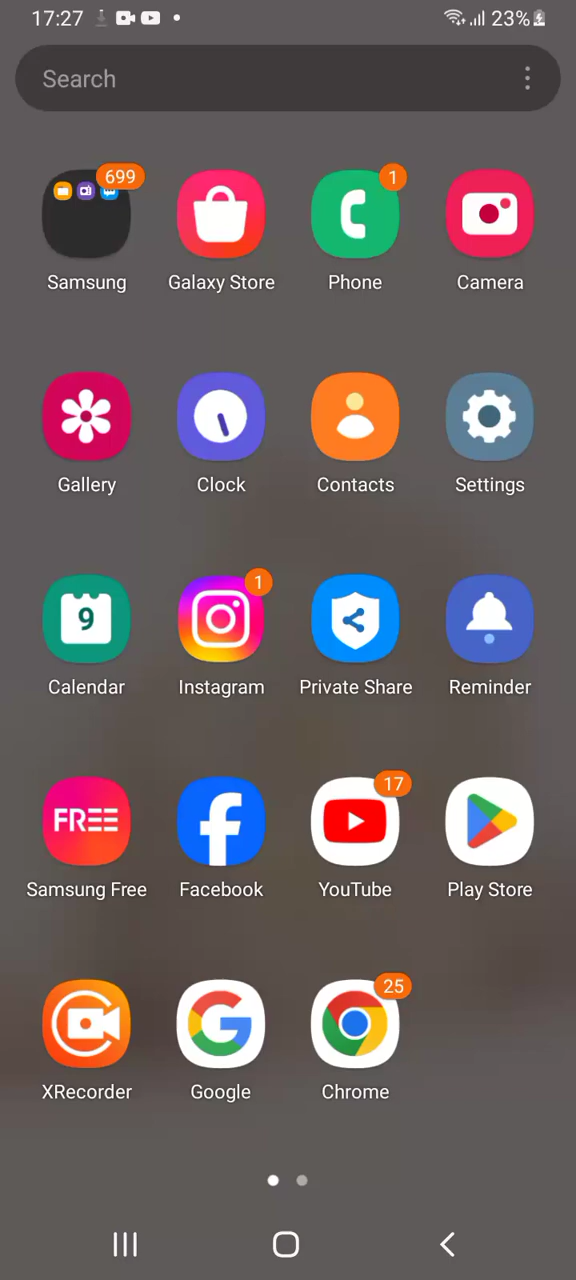 17:27 23%
Search
699 1
Samsung Galaxy Store Phone Camera
Gallery Clock Contacts Settings
9 1
Calendar Instagram Private Share Reminder
FREE 17
Samsung Free Facebook YouTube Play Store
25
XRecorder Google Chrome